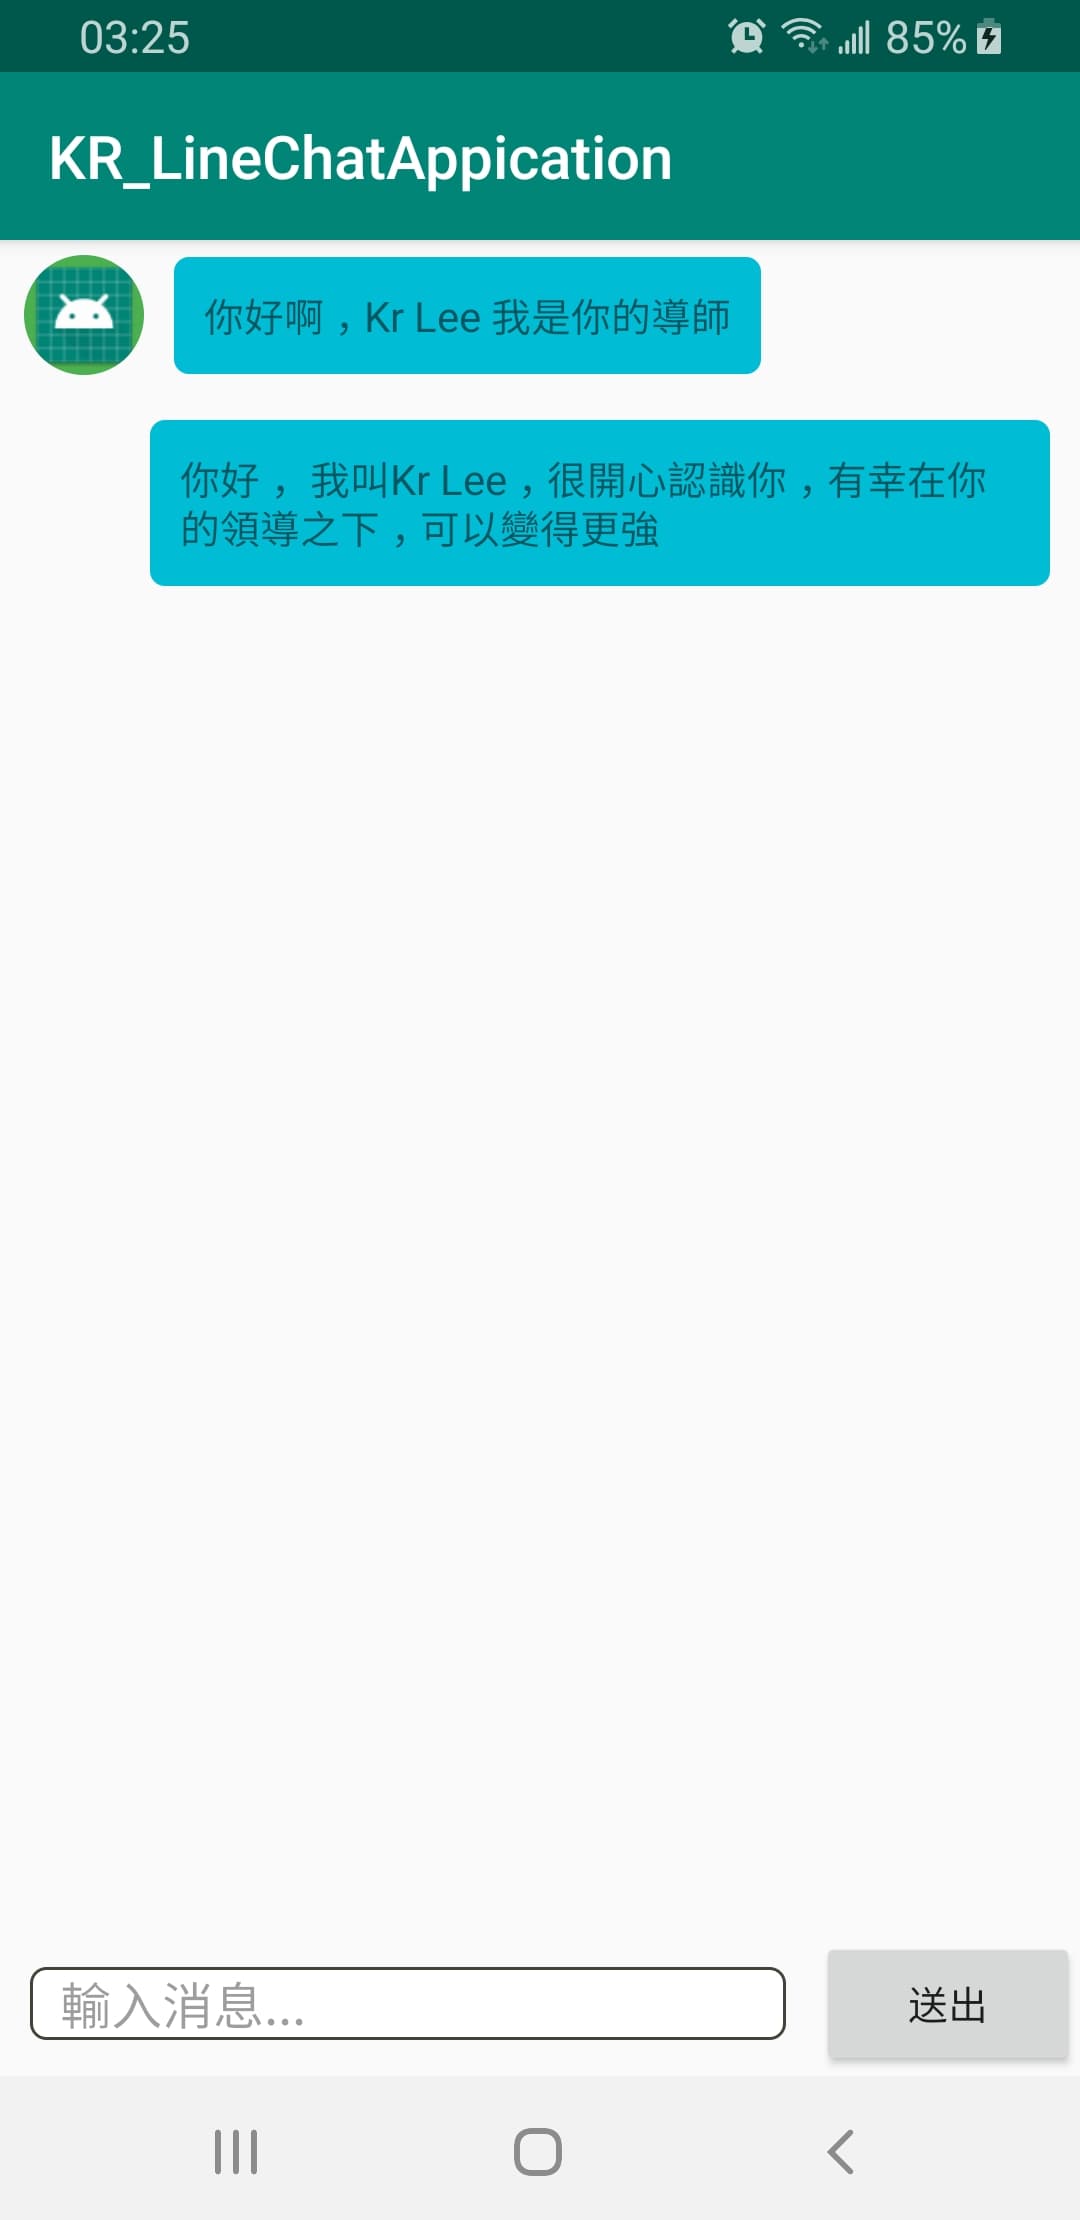 03:25
85%
KR_LineChatAppication
你好啊，Kr Lee 我是你的導師
你好， 我叫Kr Lee，很開心認識你，有幸在你
的領導之下，可以變得更強
輸入消息...
送出